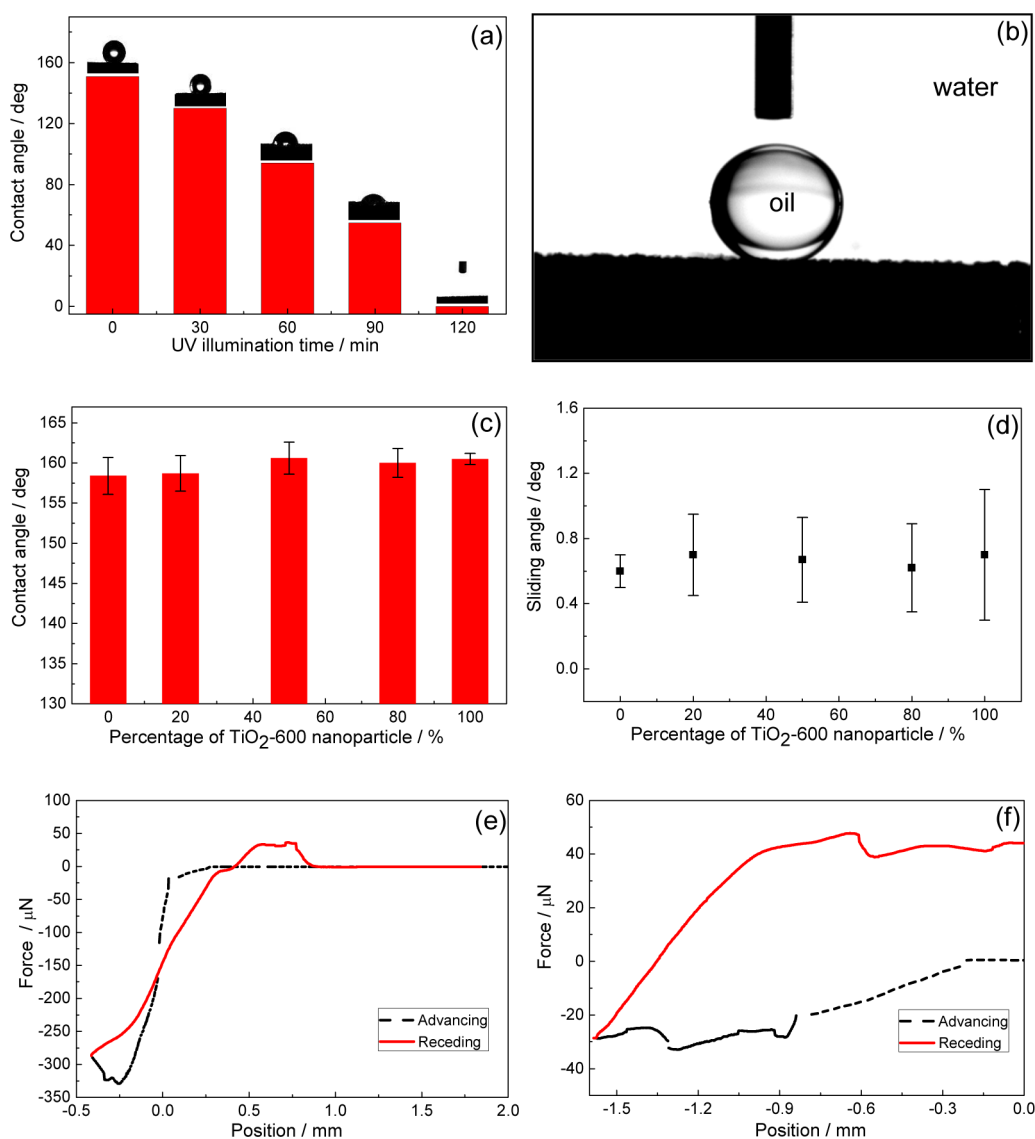 (a)
160
120
80
40
0
Contact angle / deg
0 30 60 90 120
UV illumination time / min
(b)
water
oil
(c)
165
160
155
150
145
140
135
130
Contact angle / deg
0 20 40 60 80 100
Percentage of TiO2-600 nanoparticle / %
(d)
1.6
1.2
0.8
0.4
0.0
Sliding angle / deg
0 20 40 60 80 100
Percentage of TiO2-600 nanoparticle / %
(e)
100
50
0
-50
-100
-150
-200
-250
-300
-350
Force / μN
Advancing
Receding
-0.5 0.0 0.5 1.0 1.5 2.0
Position / mm
(f)
60
40
20
0
-20
-40
Force / μN
Advancing
Receding
-1.5 -1.2 -0.9 -0.6 -0.3 0.0
Position / mm